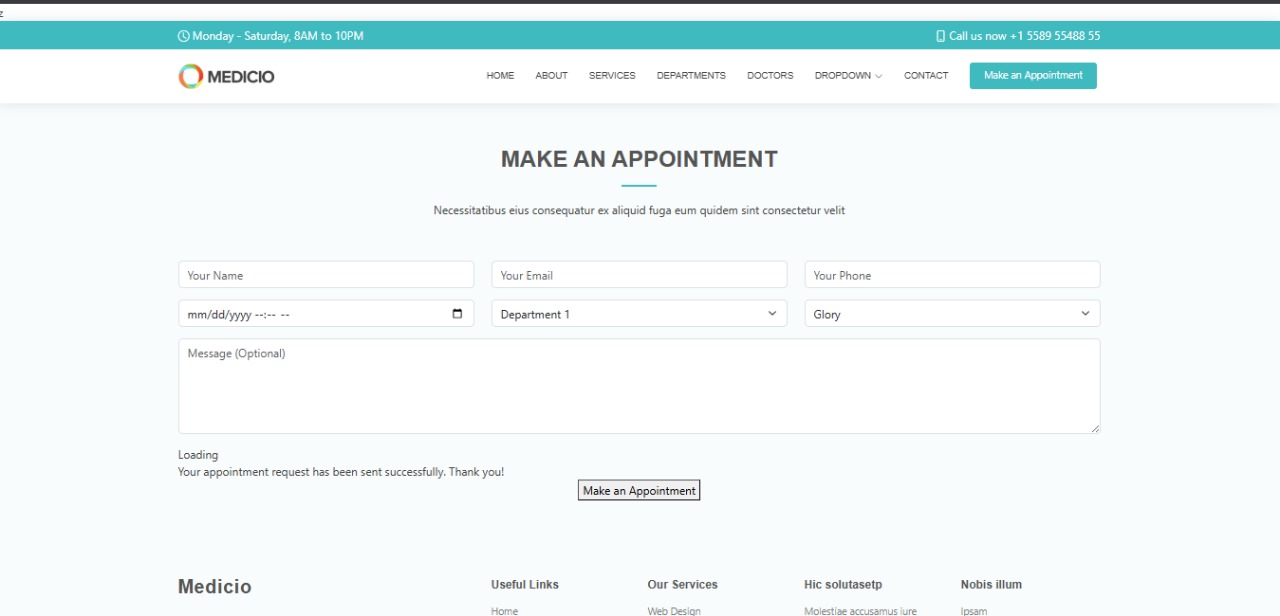 z
Monday - Saturday, 8AM to 10PM
Call us now +1 5589 55488 55
MEDICIO
HOME ABOUT SERVICES DEPARTMENTS DOCTORS DROPDOWN CONTACT Make an Appointment
MAKE AN APPOINTMENT
Necessitatibus eius consequatur ex aliquid fuga eum quidem sint consectetur velit
Your Name Your Email Your Phone
mm/dd/yyyy --:-- -- Department 1 Glory
Message (Optional)
Loading
Your appointment request has been sent successfully. Thank you!
Make an Appointment
Medicio Useful Links Our Services Hic solutasetp Nobis illum
Home Web Design Molestiae accusamus iure Ipsam